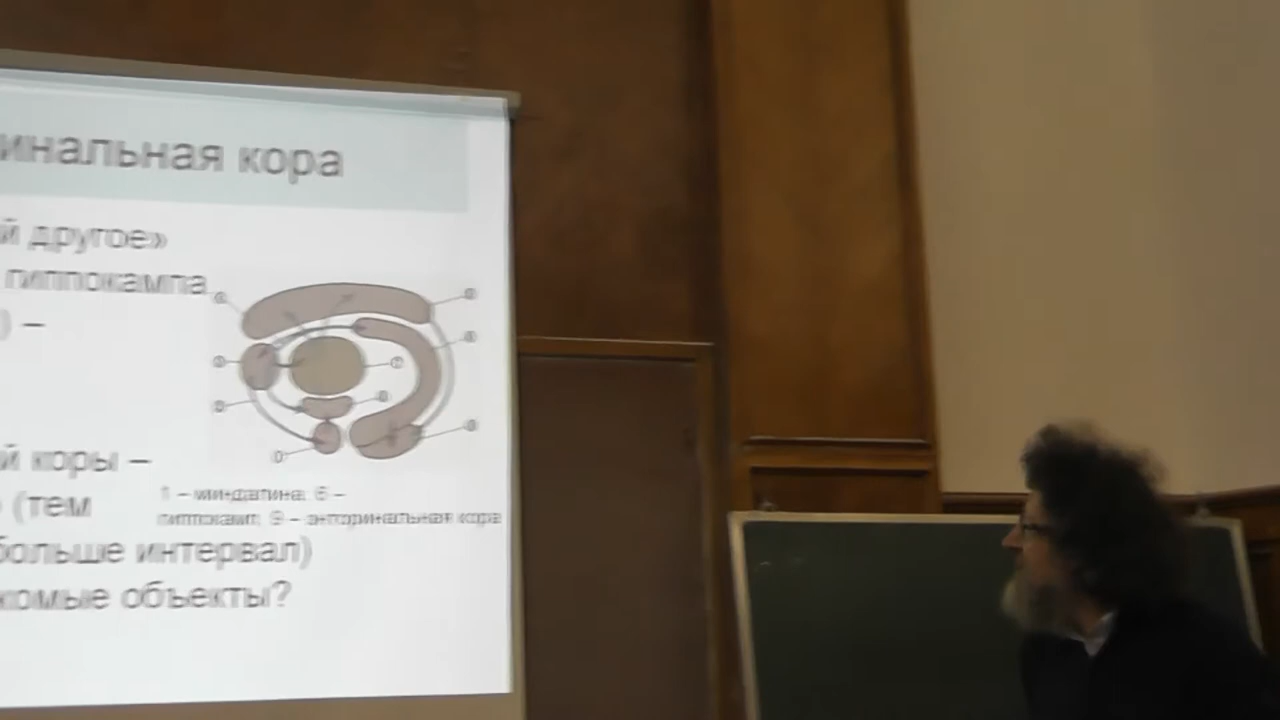 инальная кора
й другое»
гиппокампа
) –
й коры –
(тем
больше интервал)
комые объекты?
1 – миндалина; 6 –
гиппокамп; 9 – энторинальная кора